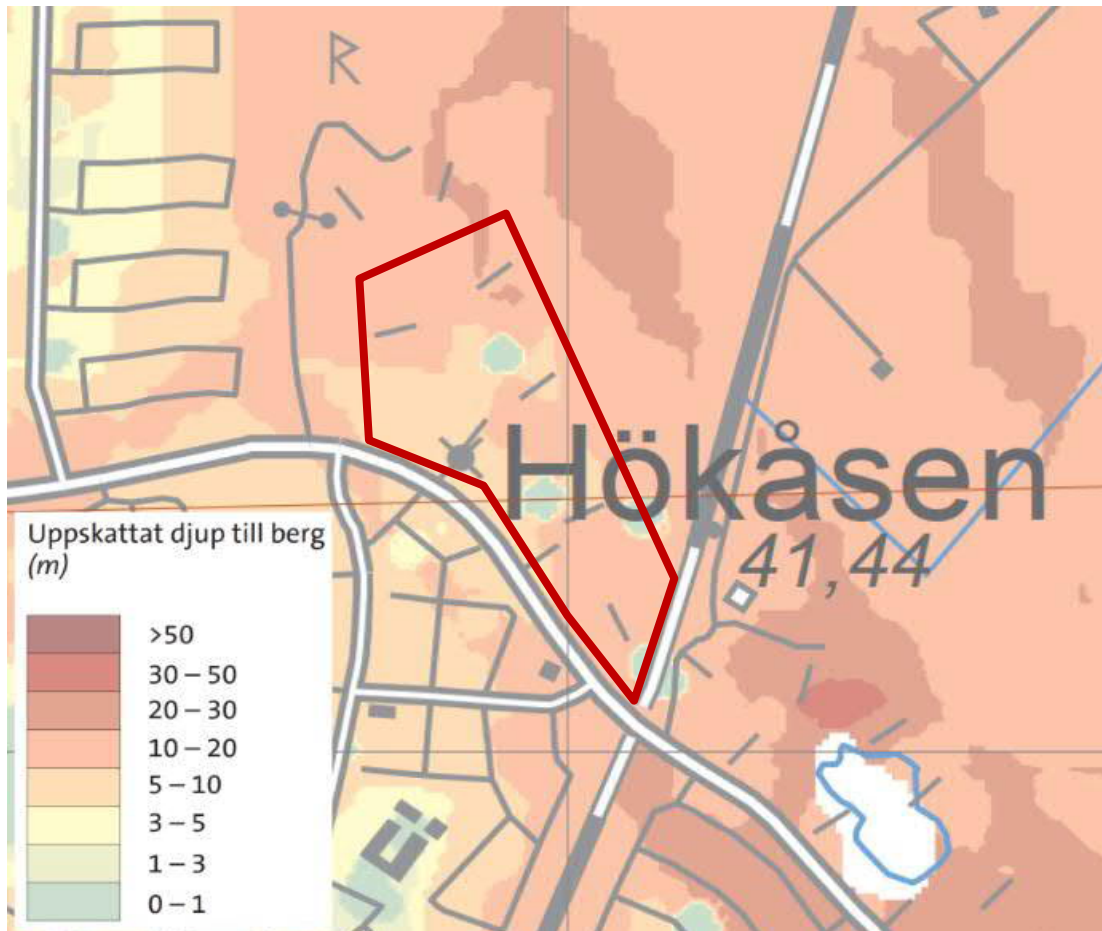 R
Hökåsen
41,44
Uppskattat djup till berg
(m)
>50
30 – 50
20 – 30
10 – 20
5 – 10
3 – 5
1 – 3
0 – 1